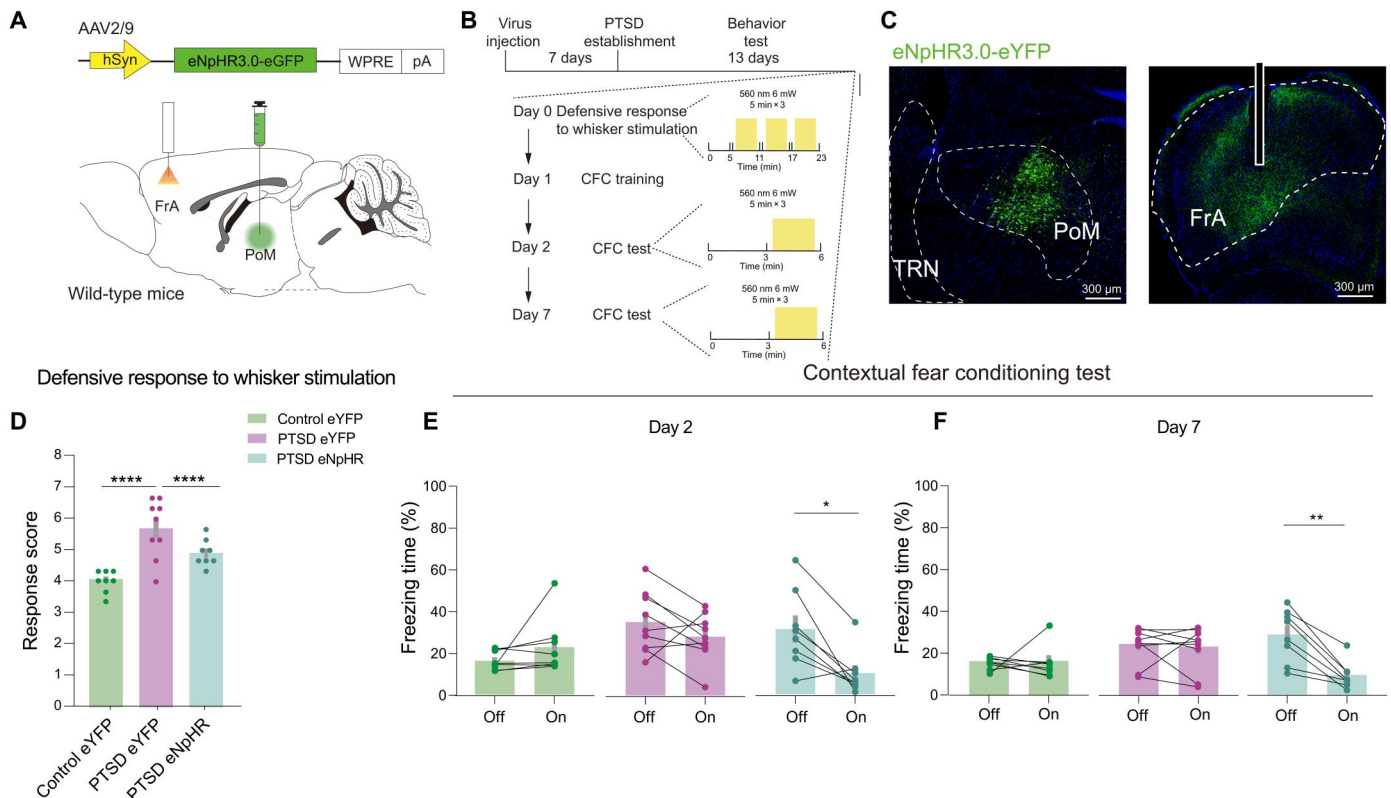 A
AAV2/9
hSyn
eNpHR3.0-eGFP
WPRE
pA
FrA
PoM
Wild-type mice
B
Virus
injection
PTSD
establishment
Behavior
test
7 days
13 days
Day 0
Defensive response
to whisker stimulation
560 nm 6 mW
5 min × 3
0 5 11 17 23
Time (min)
Day 1
CFC training
Day 2
CFC test
560 nm 6 mW
5 min × 3
0 3 6
Time (min)
Day 7
CFC test
560 nm 6 mW
5 min × 3
0 3 6
Time (min)
C
eNpHR3.0-eYFP
TRN
PoM
300 µm
FrA
300 µm
Defensive response to whisker stimulation
Contextual fear conditioning test
D
Control eYFP
PTSD eYFP
PTSD eNpHR
Response score
8
7
6
5
4
3
2
1
0
**** ****
Control eYFP
PTSD eYFP
PTSD eNpHR
E
Day 2
Freezing time (%)
100
80
60
40
20
0
*
Off On Off On Off On
F
Day 7
Freezing time (%)
100
80
60
40
20
0
**
Off On Off On Off On